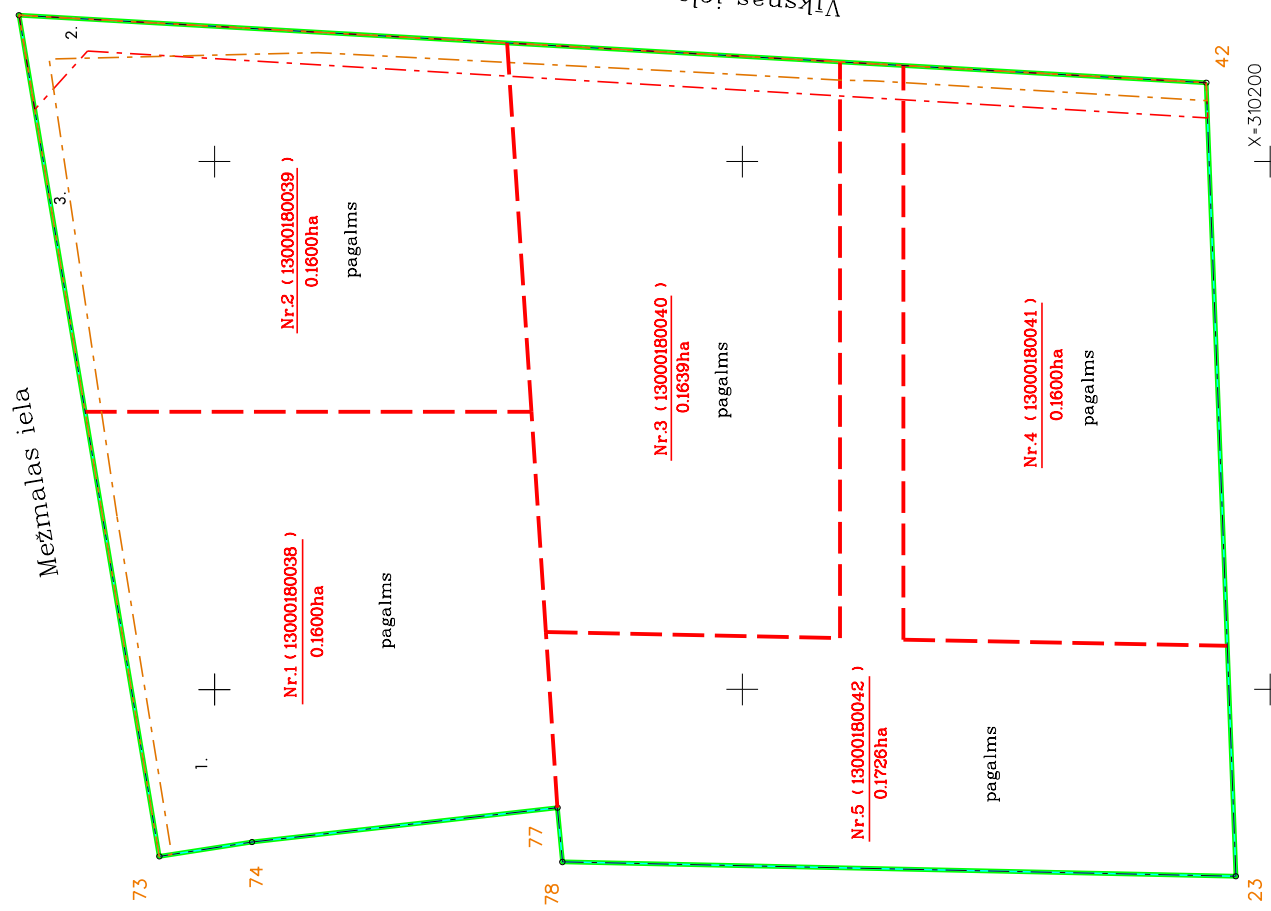 Mežmalas iela
Vīksnas
2.
3.
1.
Nr.2 ( 13000180039 )
0.1600ha
pagalms
Nr.1 ( 13000180038 )
0.1600ha
pagalms
Nr.3 ( 13000180040 )
0.1639ha
pagalms
Nr.4 ( 13000180041 )
0.1600ha
pagalms
Nr.5 ( 13000180042 )
0.1726ha
pagalms
42
X=310200
73
74
77
78
23